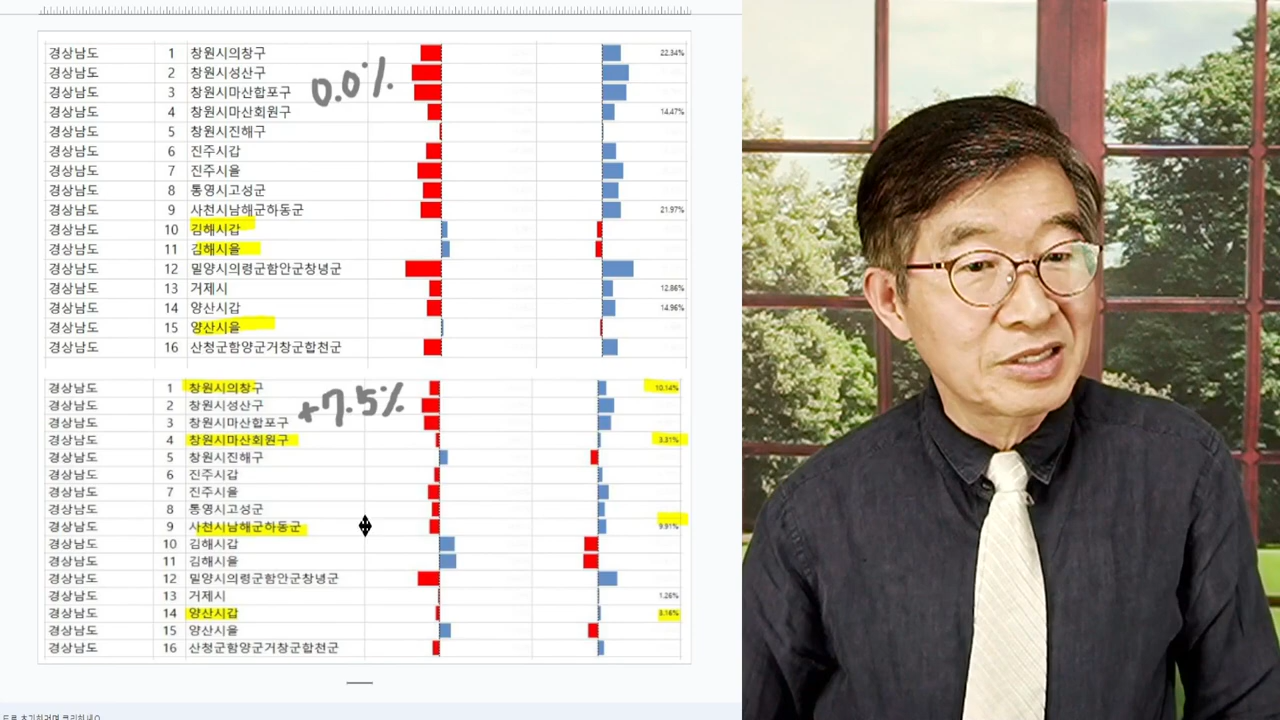 경상남도 1 창원시의창구 22.34%
경상남도 2 창원시성산구
경상남도 3 창원시마산합포구
0.0%
경상남도 4 창원시마산회원구 14.47%
경상남도 5 창원시진해구
경상남도 6 진주시갑
경상남도 7 진주시을
경상남도 8 통영시고성군
경상남도 9 사천시남해군하동군 21.97%
경상남도 10 김해시갑
경상남도 11 김해시을
경상남도 12 밀양시의령군함안군창녕군
경상남도 13 거제시 12.86%
경상남도 14 양산시갑 14.96%
경상남도 15 양산시을
경상남도 16 산청군함양군거창군합천군
경상남도 1 창원시의창구 10.14%
경상남도 2 창원시성산구
+7.5%
경상남도 3 창원시마산합포구
경상남도 4 창원시마산회원구 3.31%
경상남도 5 창원시진해구
경상남도 6 진주시갑
경상남도 7 진주시을
경상남도 8 통영시고성군
경상남도 9 사천시남해군하동군 9.91%
경상남도 10 김해시갑
경상남도 11 김해시을
경상남도 12 밀양시의령군함안군창녕군
경상남도 13 거제시 1.26%
경상남도 14 양산시갑 3.16%
경상남도 15 양산시을
경상남도 16 산청군함양군거창군합천군